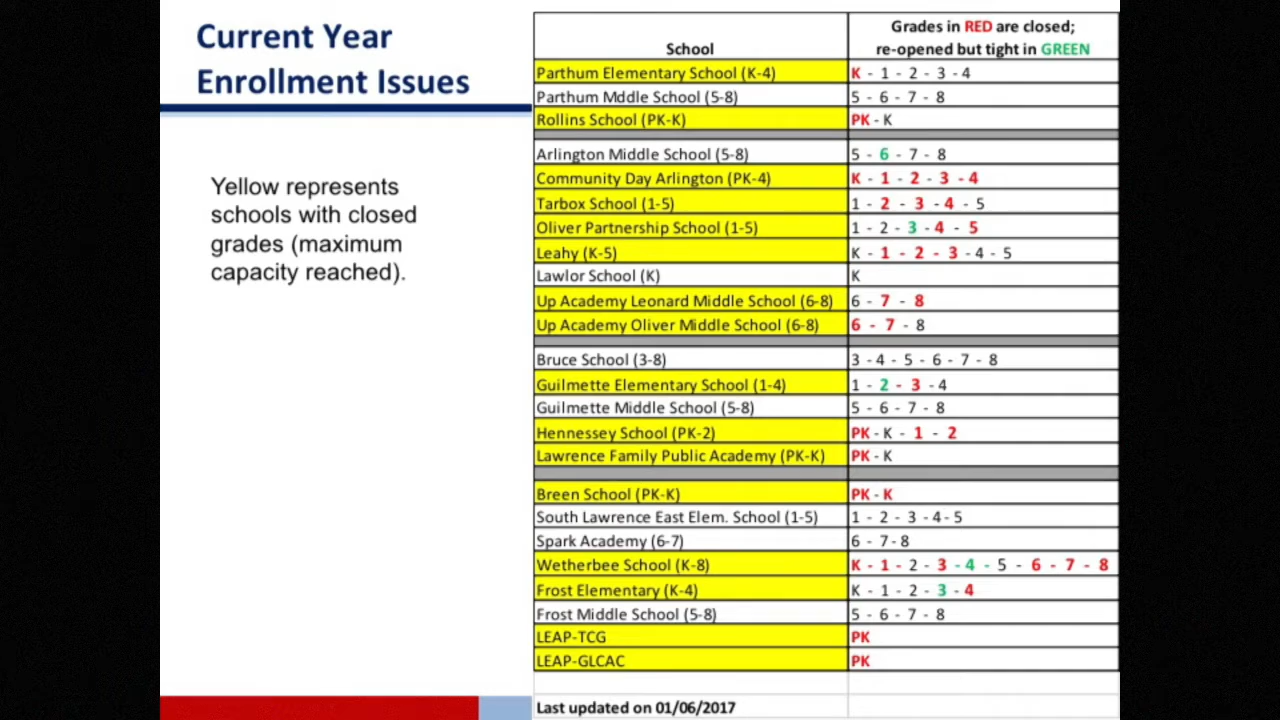 Current Year
Enrollment Issues
Yellow represents
schools with closed
grades (maximum
capacity reached).
School
Grades in RED are closed;
re-opened but tight in GREEN
Parthum Elementary School (K-4) K - 1 - 2 - 3 - 4
Parthum Mddle School (5-8) 5 - 6 - 7 - 8
Rollins School (PK-K) PK - K
Arlington Middle School (5-8) 5 - 6 - 7 - 8
Community Day Arlington (PK-4) K - 1 - 2 - 3 - 4
Tarbox School (1-5) 1 - 2 - 3 - 4 - 5
Oliver Partnership School (1-5) 1 - 2 - 3 - 4 - 5
Leahy (K-5) K - 1 - 2 - 3 - 4 - 5
Lawlor School (K) K
Up Academy Leonard Middle School (6-8) 6 - 7 - 8
Up Academy Oliver Middle School (6-8) 6 - 7 - 8
Bruce School (3-8) 3 - 4 - 5 - 6 - 7 - 8
Guilmette Elementary School (1-4) 1 - 2 - 3 - 4
Guilmette Middle School (5-8) 5 - 6 - 7 - 8
Hennessey School (PK-2) PK - K - 1 - 2
Lawrence Family Public Academy (PK-K) PK - K
Breen School (PK-K) PK - K
South Lawrence East Elem. School (1-5) 1 - 2 - 3 - 4 - 5
Spark Academy (6-7) 6 - 7 - 8
Wetherbee School (K-8) K - 1 - 2 - 3 - 4 - 5 - 6 - 7 - 8
Frost Elementary (K-4) K - 1 - 2 - 3 - 4
Frost Middle School (5-8) 5 - 6 - 7 - 8
LEAP-TCG PK
LEAP-GLCAC PK
Last updated on 01/06/2017